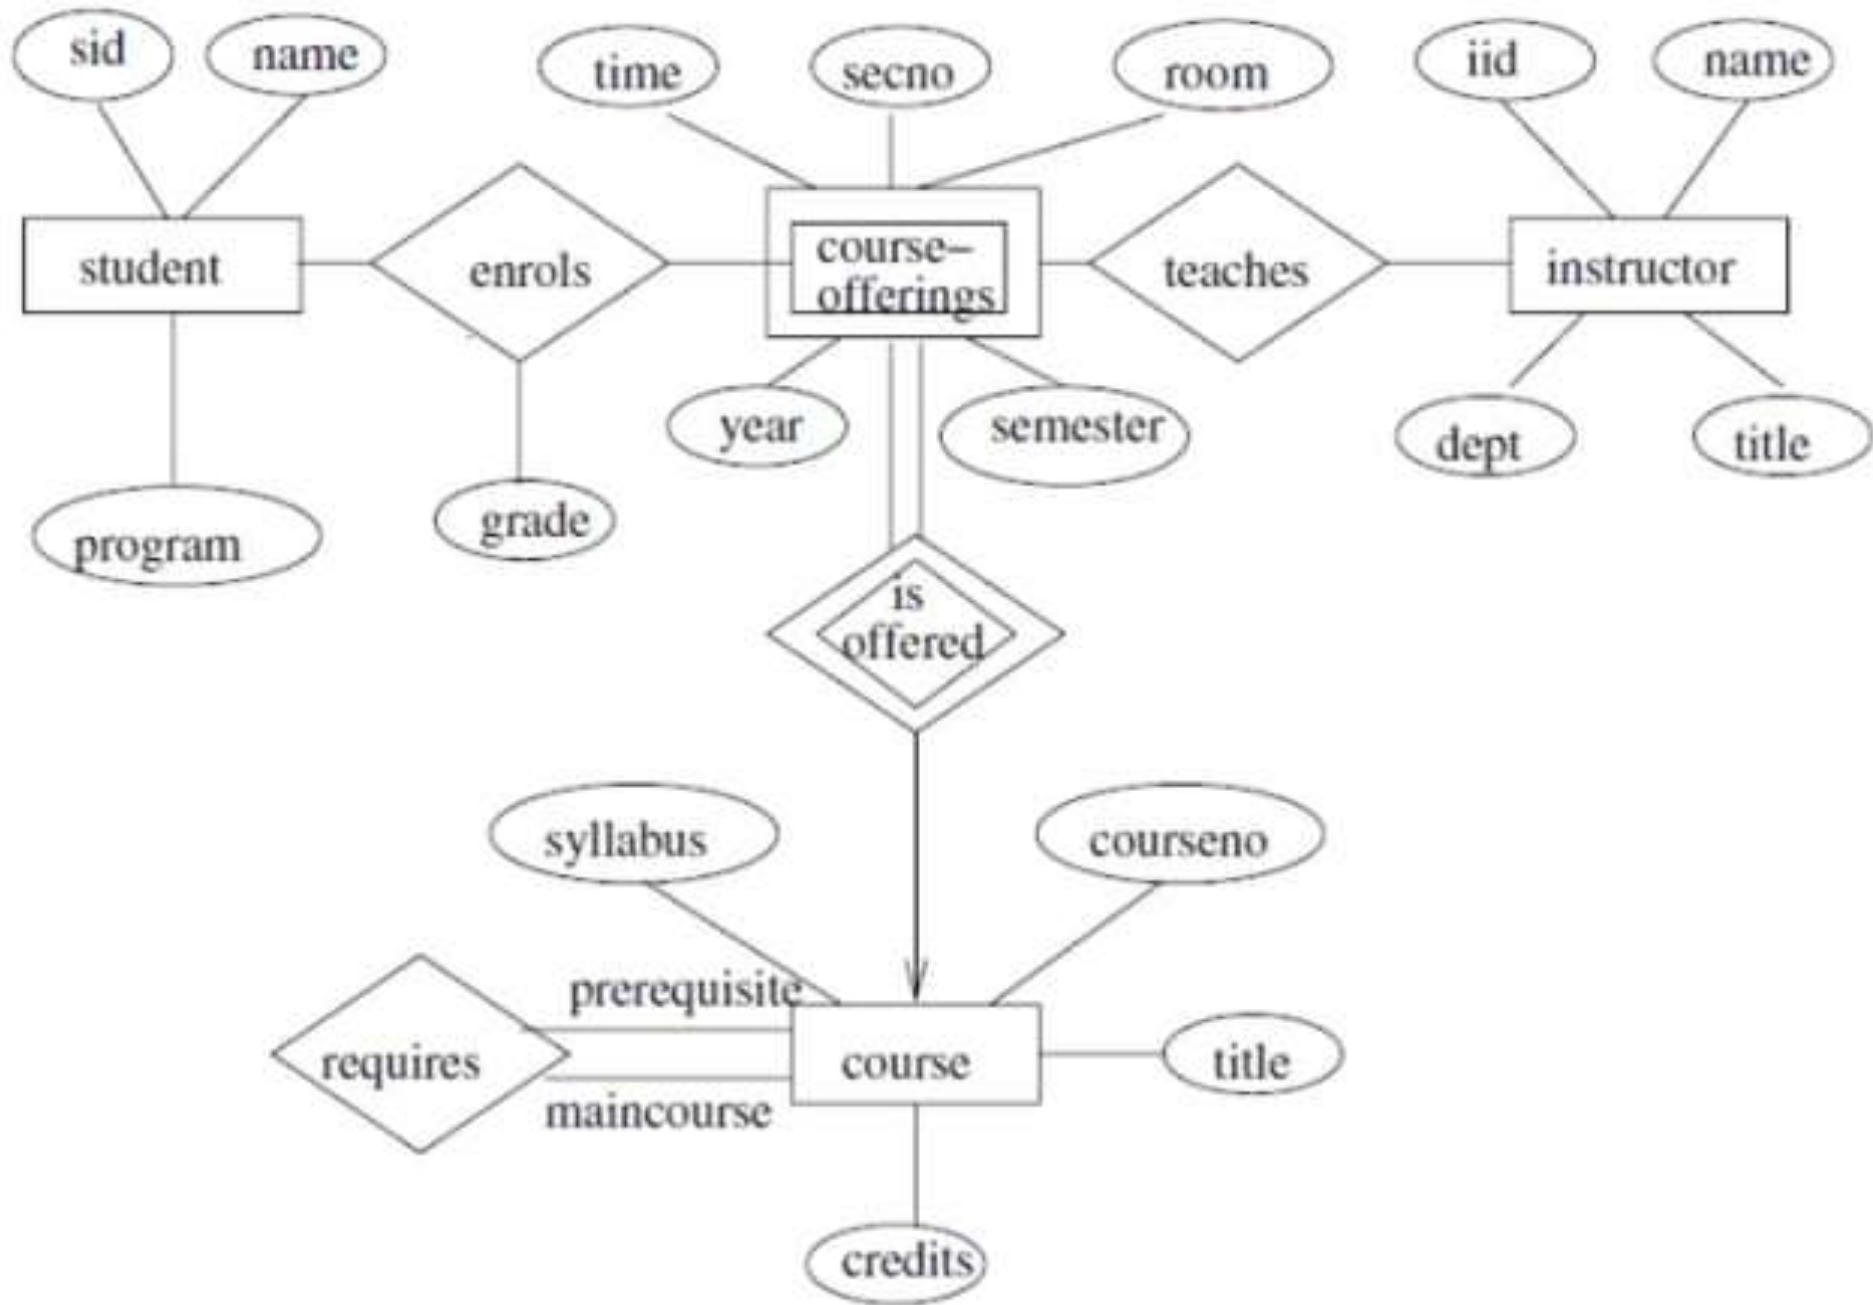 sid
name
time
secno
room
iid
name
student
enrols
course–
offerings
teaches
instructor
year
semester
dept
title
program
grade
is
offered
syllabus
courseno
prerequisite
requires
course
title
maincourse
credits